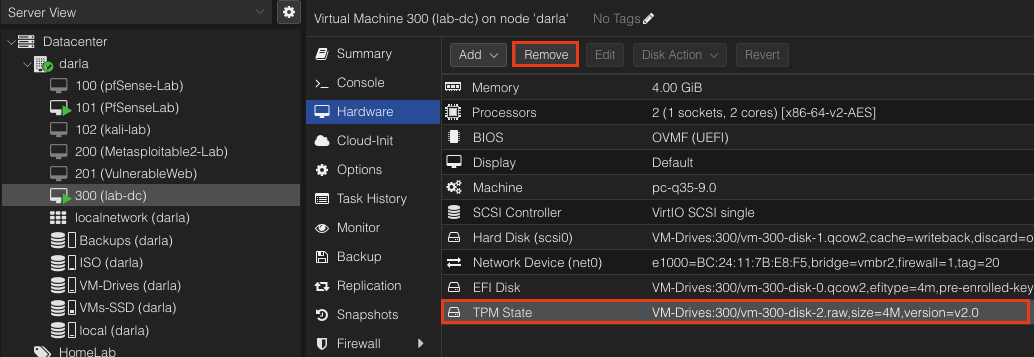 Server View
Datacenter
darla
100 (pfSense-Lab)
101 (PfSenseLab)
102 (kali-lab)
200 (Metasploitable2-Lab)
201 (VulnerableWeb)
300 (lab-dc)
localnetwork (darla)
Backups (darla)
ISO (darla)
VM-Drives (darla)
VMs-SSD (darla)
local (darla)
HomeLab
Virtual Machine 300 (lab-dc) on node 'darla' No Tags
Summary
Console
Hardware
Cloud-Init
Options
Task History
Monitor
Backup
Replication
Snapshots
Firewall
Add Remove Edit Disk Action Revert
Memory 4.00 GiB
Processors 2 (1 sockets, 2 cores) [x86-64-v2-AES]
BIOS OVMF (UEFI)
Display Default
Machine pc-q35-9.0
SCSI Controller VirtIO SCSI single
Hard Disk (scsi0) VM-Drives:300/vm-300-disk-1.qcow2,cache=writeback,discard=o
Network Device (net0) e1000=BC:24:11:7B:E8:F5,bridge=vmbr2,firewall=1,tag=20
EFI Disk VM-Drives:300/vm-300-disk-0.qcow2,efitype=4m,pre-enrolled-key
TPM State VM-Drives:300/vm-300-disk-2.raw,size=4M,version=v2.0